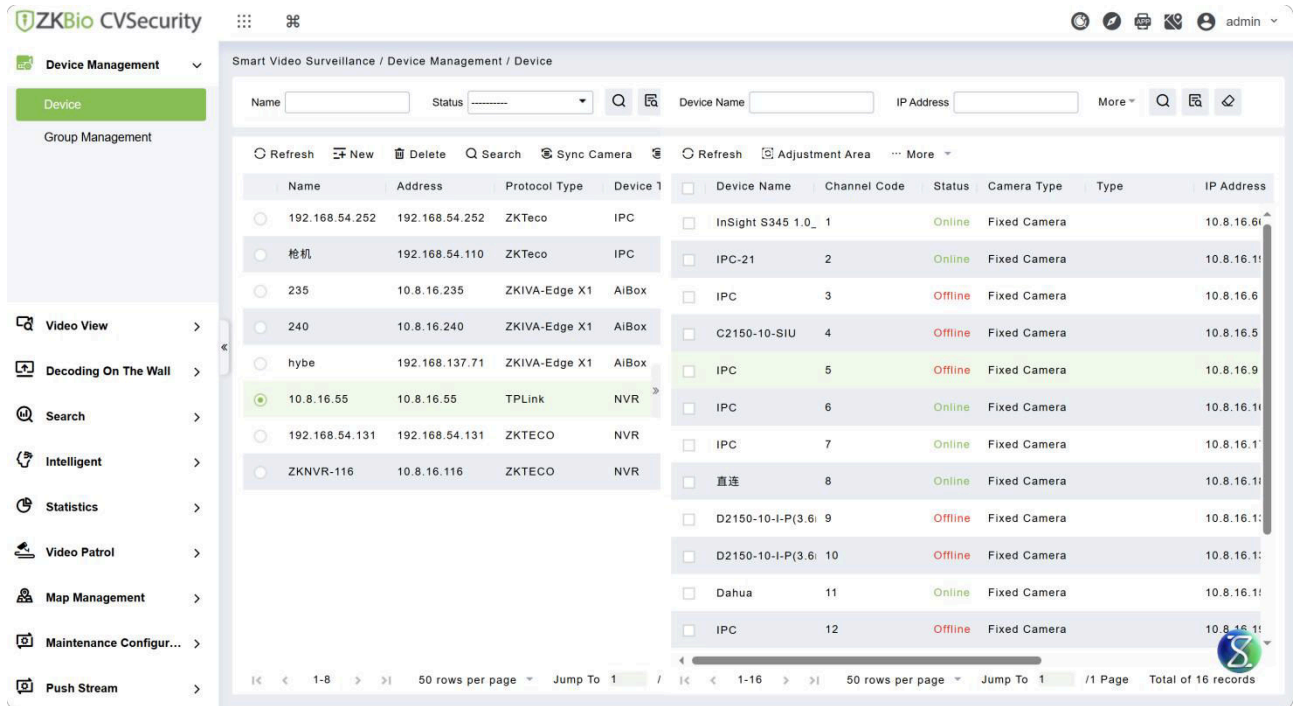 ZKBio CVSecurity
admin
Device Management
Device
Group Management
Video View
Decoding On The Wall
Search
Intelligent
Statistics
Video Patrol
Map Management
Maintenance Configur...
Push Stream
Smart Video Surveillance / Device Management / Device
Name Status ----------
Refresh New Delete Search Sync Camera
Name Address Protocol Type Device T
192.168.54.252 192.168.54.252 ZKTeco IPC
枪机 192.168.54.110 ZKTeco IPC
235 10.8.16.235 ZKIVA-Edge X1 AiBox
240 10.8.16.240 ZKIVA-Edge X1 AiBox
hybe 192.168.137.71 ZKIVA-Edge X1 AiBox
10.8.16.55 10.8.16.55 TPLink NVR
192.168.54.131 192.168.54.131 ZKTECO NVR
ZKNVR-116 10.8.16.116 ZKTECO NVR
1-8 50 rows per page Jump To 1 /
Device Name IP Address More
Refresh Adjustment Area ··· More
Device Name Channel Code Status Camera Type Type IP Address
InSight S345 1.0_ 1 Online Fixed Camera
IPC-21 2 Online Fixed Camera
IPC 3 Offline Fixed Camera 10.8.16.6
C2150-10-SIU 4 Offline Fixed Camera 10.8.16.5
IPC 5 Offline Fixed Camera 10.8.16.9
IPC 6 Online Fixed Camera
IPC 7 Online Fixed Camera
直连 8 Online Fixed Camera
D2150-10-I-P(3.6 9 Offline Fixed Camera
D2150-10-I-P(3.6 10 Offline Fixed Camera
Dahua 11 Online Fixed Camera
IPC 12 Offline Fixed Camera
1-16 50 rows per page Jump To 1 /1 Page Total of 16 records